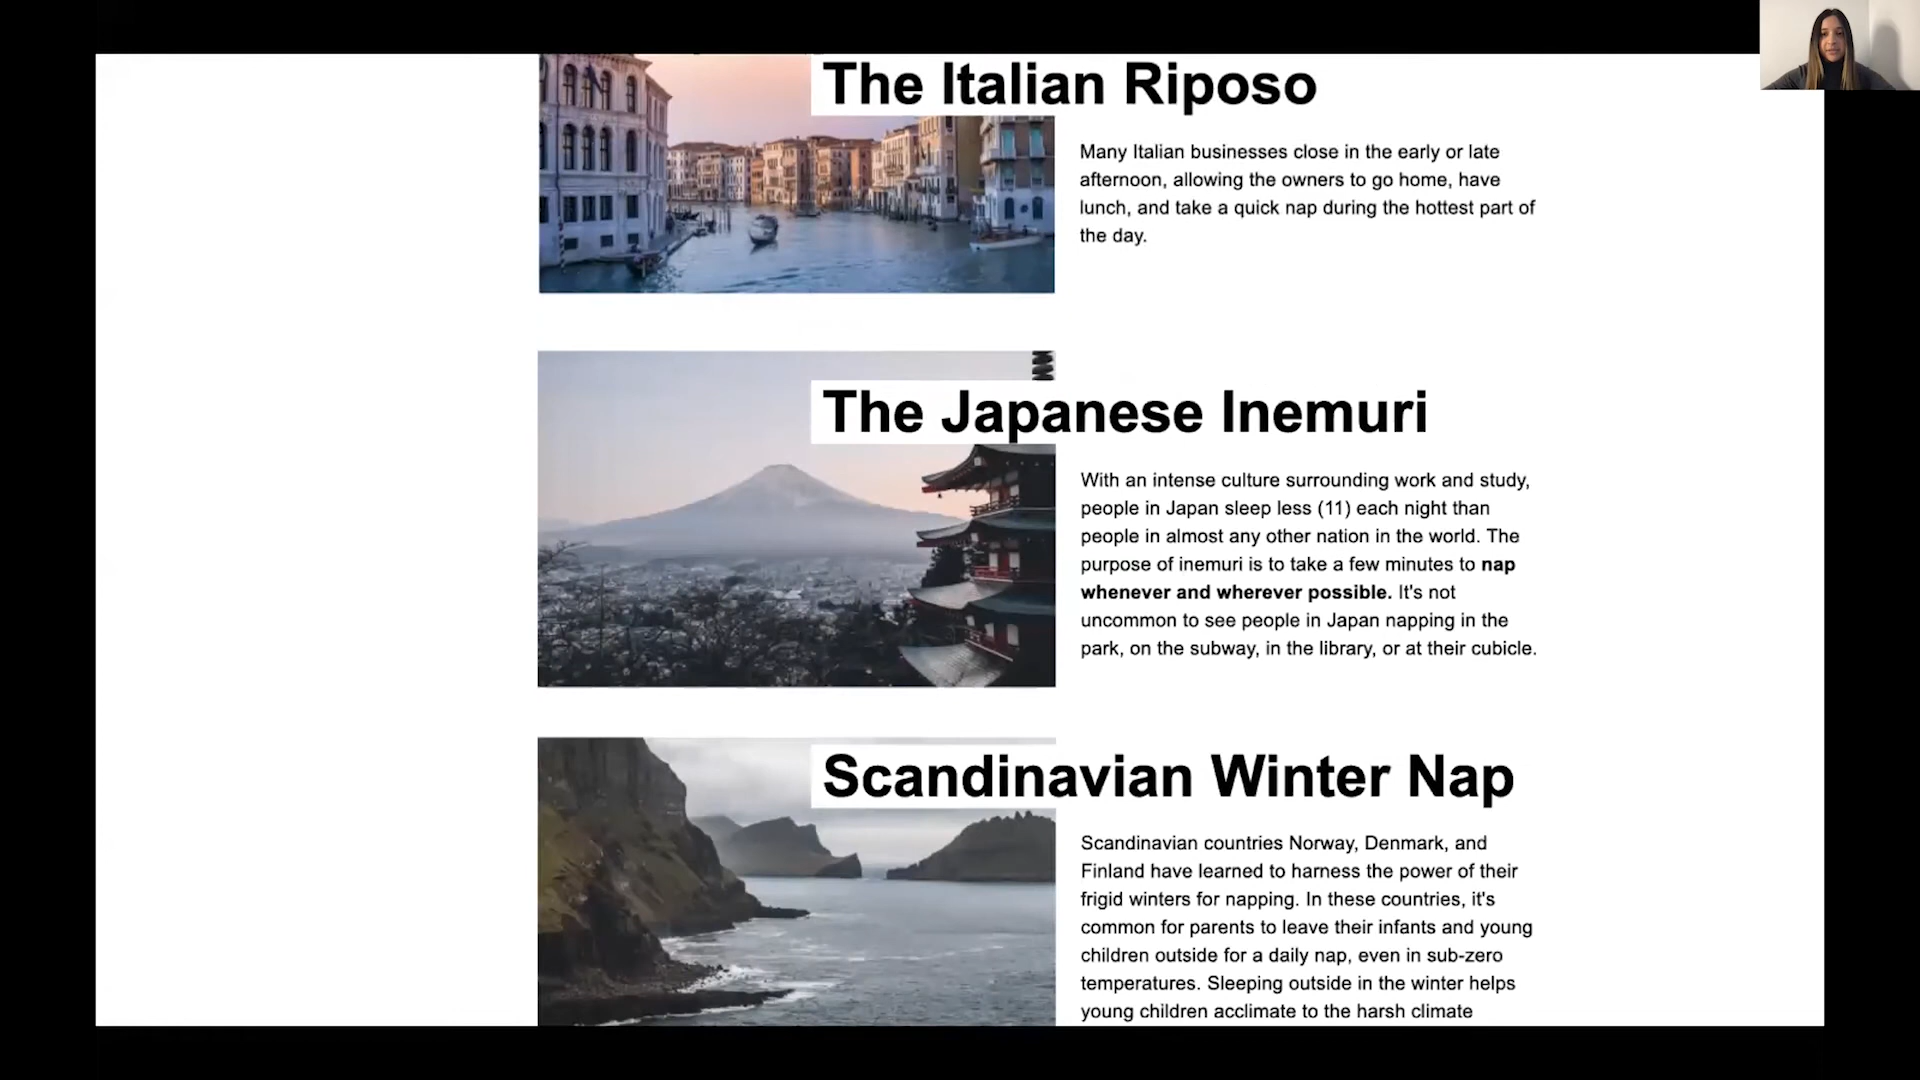 The Italian Riposo
Many Italian businesses close in the early or late
afternoon, allowing the owners to go home, have
lunch, and take a quick nap during the hottest part of
the day.
The Japanese Inemuri
With an intense culture surrounding work and study,
people in Japan sleep less (11) each night than
people in almost any other nation in the world. The
purpose of inemuri is to take a few minutes to nap
whenever and wherever possible. It's not
uncommon to see people in Japan napping in the
park, on the subway, in the library, or at their cubicle.
Scandinavian Winter Nap
Scandinavian countries Norway, Denmark, and
Finland have learned to harness the power of their
frigid winters for napping. In these countries, it's
common for parents to leave their infants and young
children outside for a daily nap, even in sub-zero
temperatures. Sleeping outside in the winter helps
young children acclimate to the harsh climate